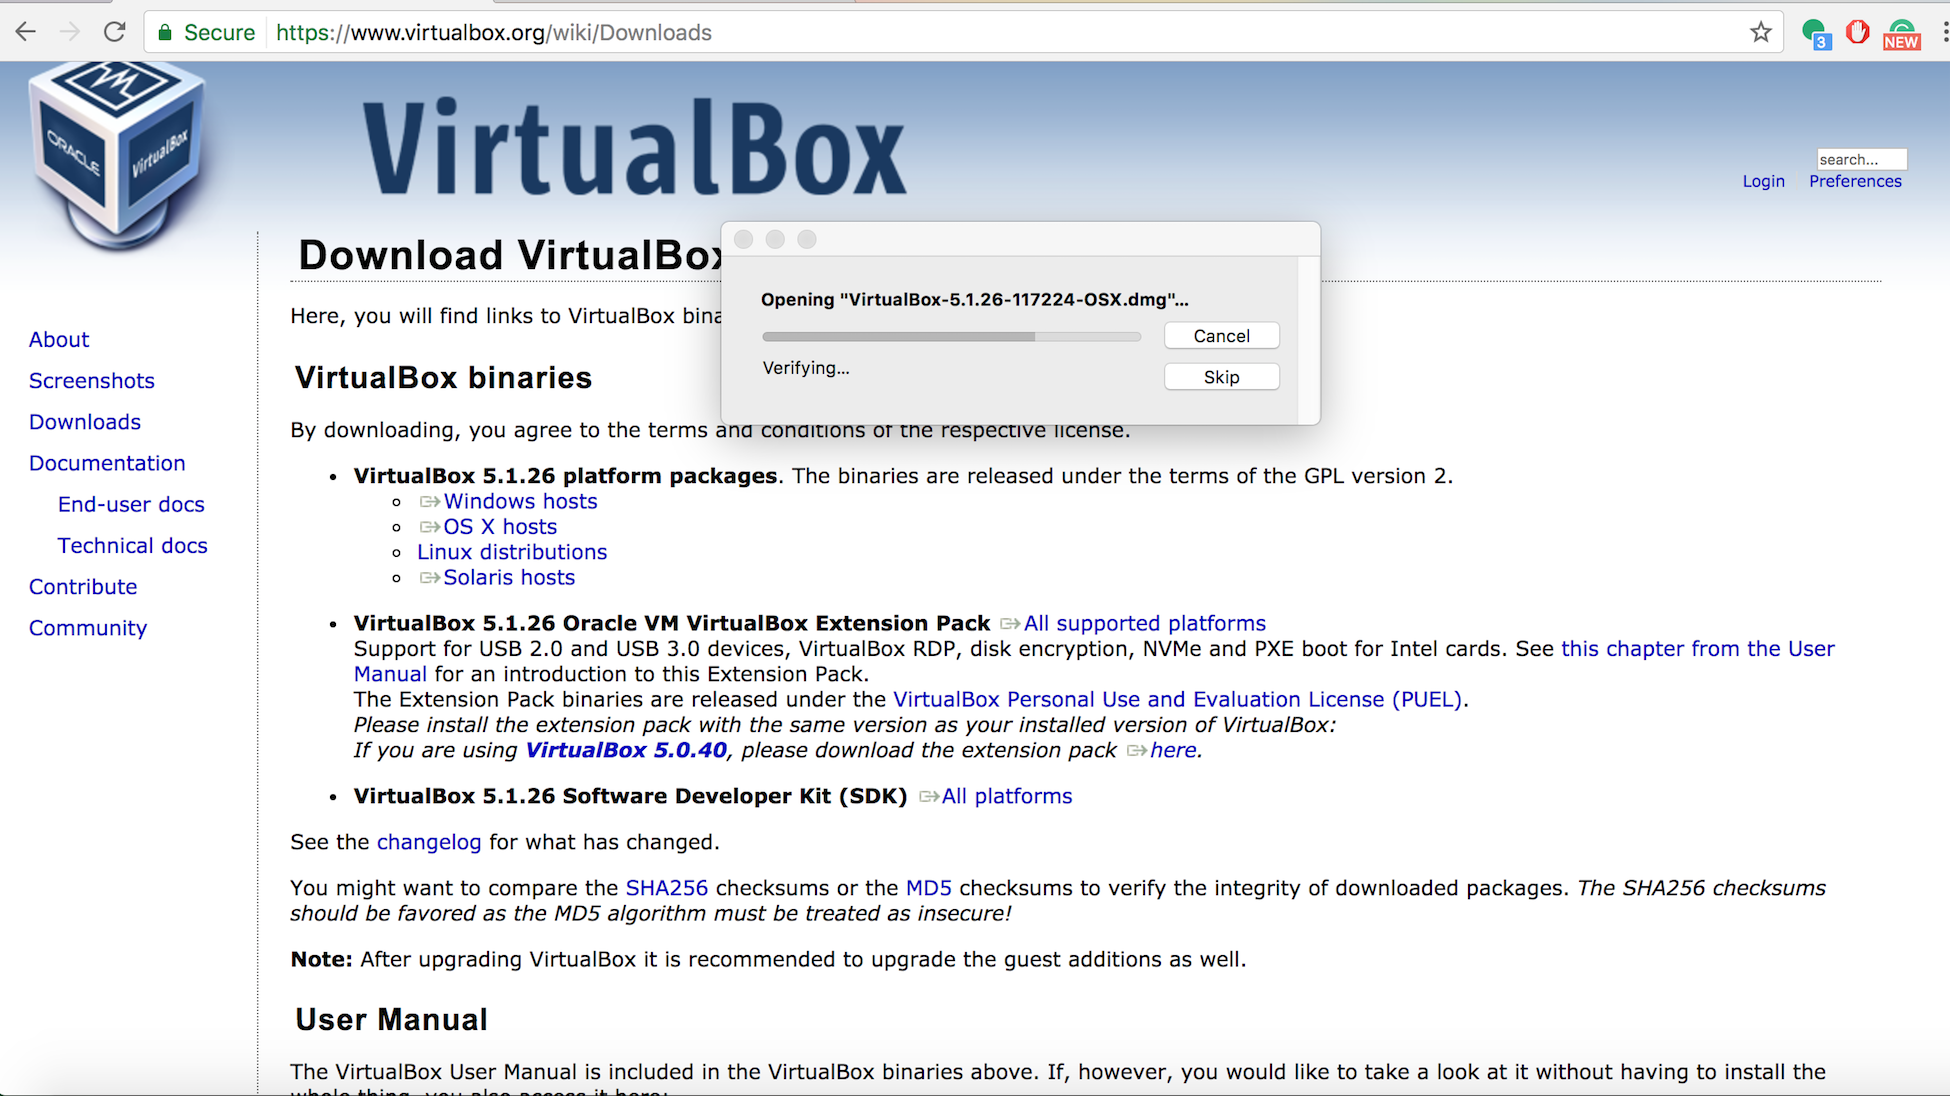 Secure https://www.virtualbox.org/wiki/Downloads
3
NEW
ORACLE
VirtualBox
VirtualBox
search...
Login Preferences
Download VirtualBox
Here, you will find links to VirtualBox bina
About
Screenshots
Downloads
Documentation
End-user docs
Technical docs
Contribute
Community
Opening "VirtualBox-5.1.26-117224-OSX.dmg"...
Cancel
Verifying...
Skip
VirtualBox binaries
By downloading, you agree to the terms and conditions of the respective license.
• VirtualBox 5.1.26 platform packages. The binaries are released under the terms of the GPL version 2.
Windows hosts
OS X hosts
Linux distributions
Solaris hosts
• VirtualBox 5.1.26 Oracle VM VirtualBox Extension Pack All supported platforms
Support for USB 2.0 and USB 3.0 devices, VirtualBox RDP, disk encryption, NVMe and PXE boot for Intel cards. See this chapter from the User
Manual for an introduction to this Extension Pack.
The Extension Pack binaries are released under the VirtualBox Personal Use and Evaluation License (PUEL).
Please install the extension pack with the same version as your installed version of VirtualBox:
If you are using VirtualBox 5.0.40, please download the extension pack here.
• VirtualBox 5.1.26 Software Developer Kit (SDK) All platforms
See the changelog for what has changed.
You might want to compare the SHA256 checksums or the MD5 checksums to verify the integrity of downloaded packages. The SHA256 checksums
should be favored as the MD5 algorithm must be treated as insecure!
Note: After upgrading VirtualBox it is recommended to upgrade the guest additions as well.
User Manual
The VirtualBox User Manual is included in the VirtualBox binaries above. If, however, you would like to take a look at it without having to install the
whole thing, you also access it here: